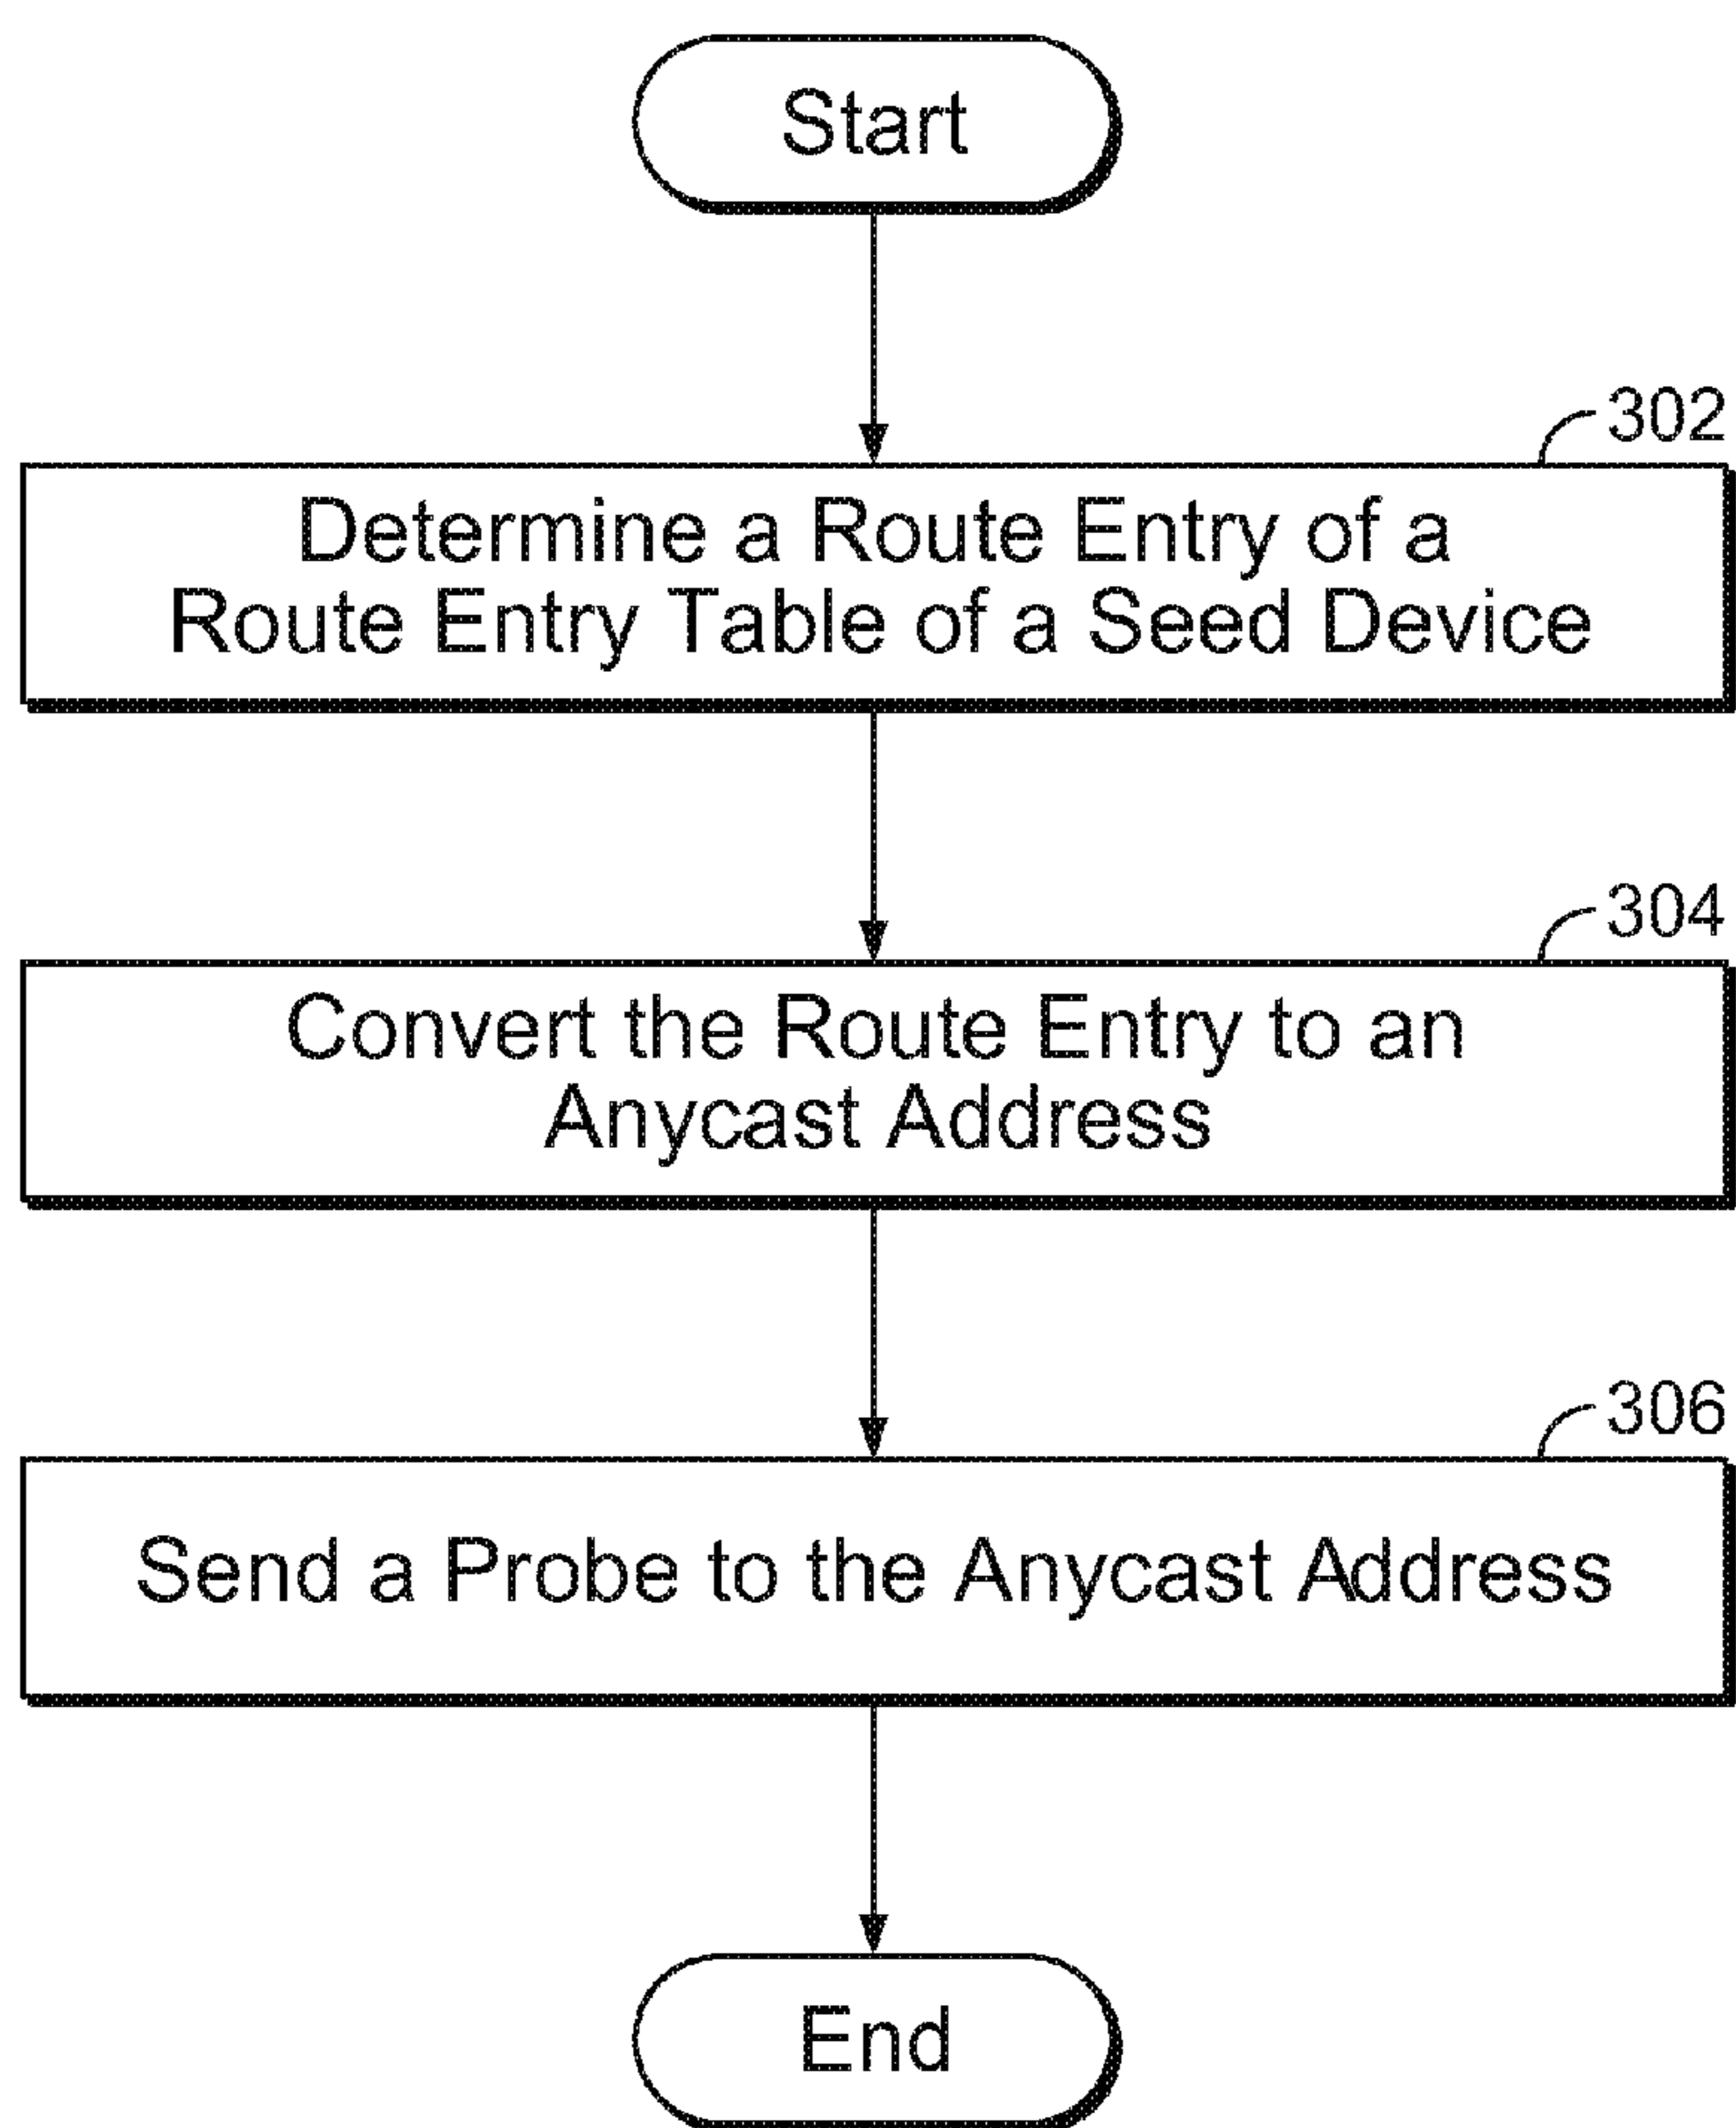 Start
302
Determine a Route Entry of a
Route Entry Table of a Seed Device
304
Convert the Route Entry to an
Anycast Address
306
Send a Probe to the Anycast Address
End